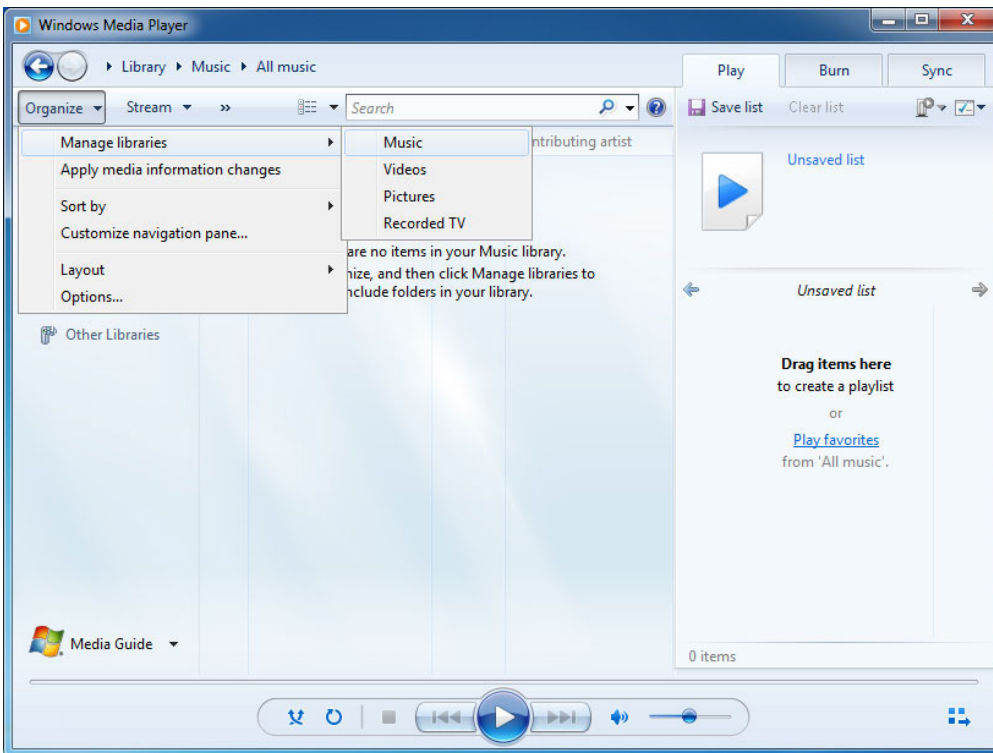 Windows Media Player
Library Music All music
Play Burn Sync
Organize Stream » Search
Save list Clear list
Manage libraries
Apply media information changes
Sort by
Customize navigation pane...
Layout
Options...
Music
Videos
Pictures
Recorded TV
ntributing artist
are no items in your Music library.
nize, and then click Manage libraries to
nclude folders in your library.
Other Libraries
Unsaved list
Unsaved list
Drag items here
to create a playlist
or
Play favorites
from 'All music'.
Media Guide
0 items